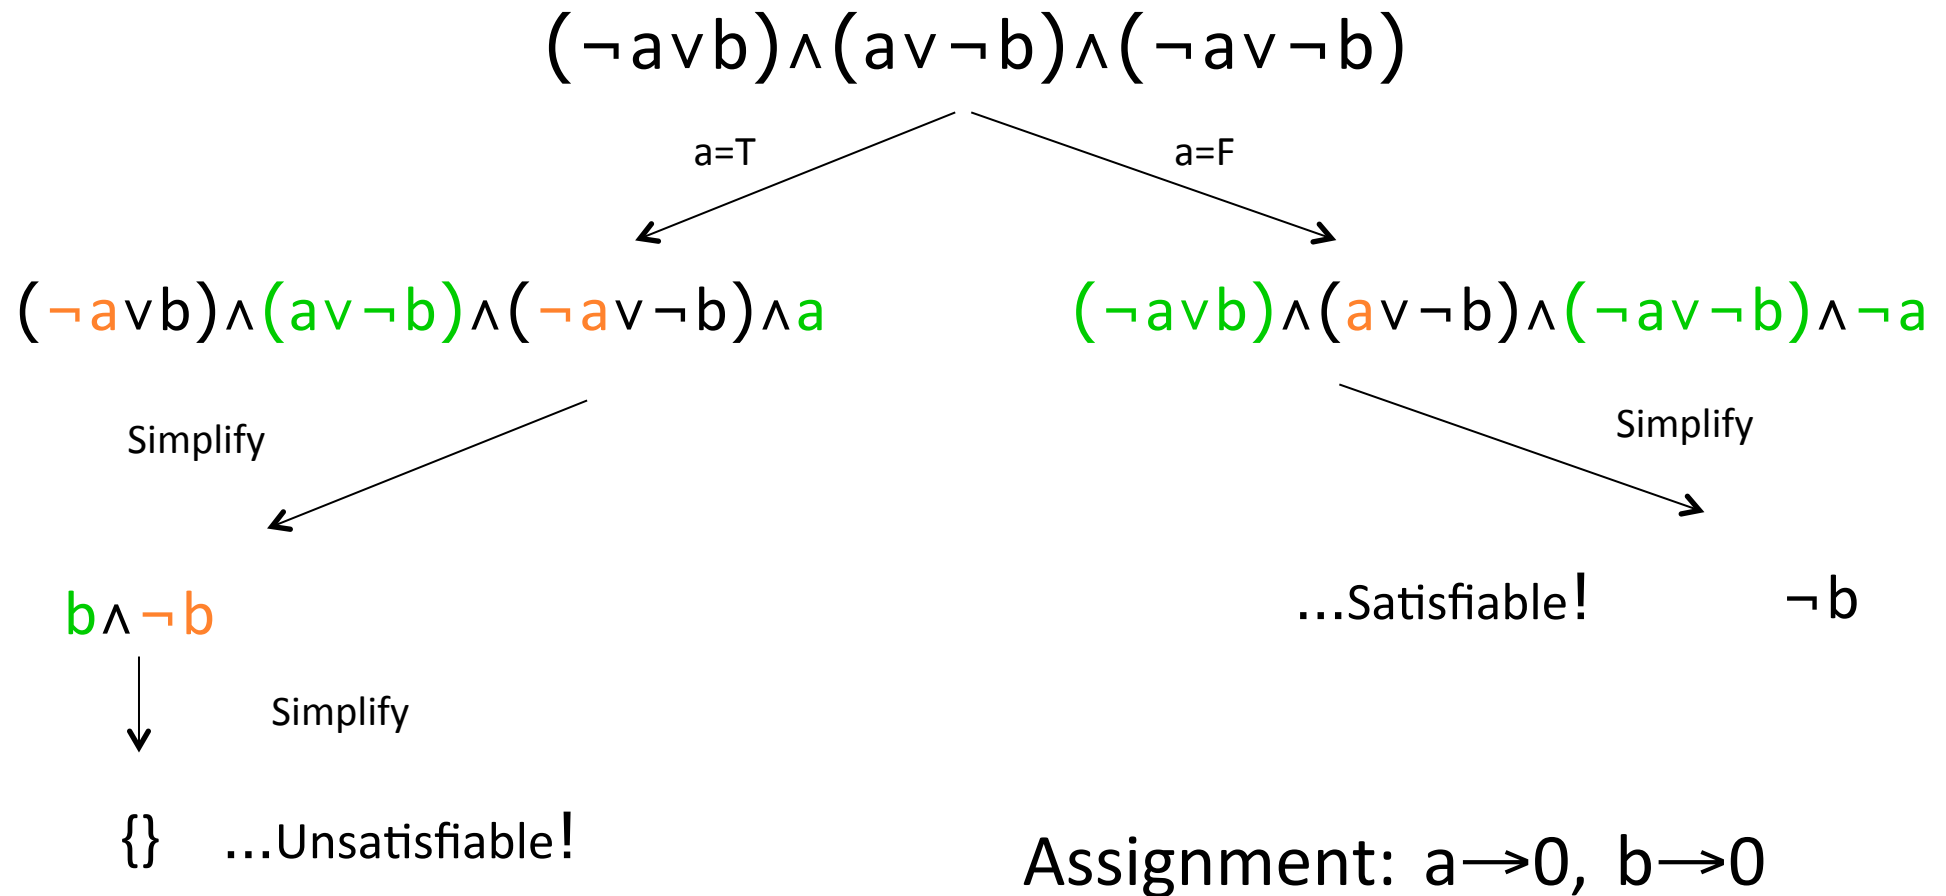 (¬a∨b)∧(a∨¬b)∧(¬a∨¬b)
a=T
a=F
(¬a∨b)∧(a∨¬b)∧(¬a∨¬b)∧a
(¬a∨b)∧(a∨¬b)∧(¬a∨¬b)∧¬a
Simplify
Simplify
b∧¬b
...Satisfiable!
¬b
Simplify
{} ...Unsatisfiable!
Assignment: a→0, b→0